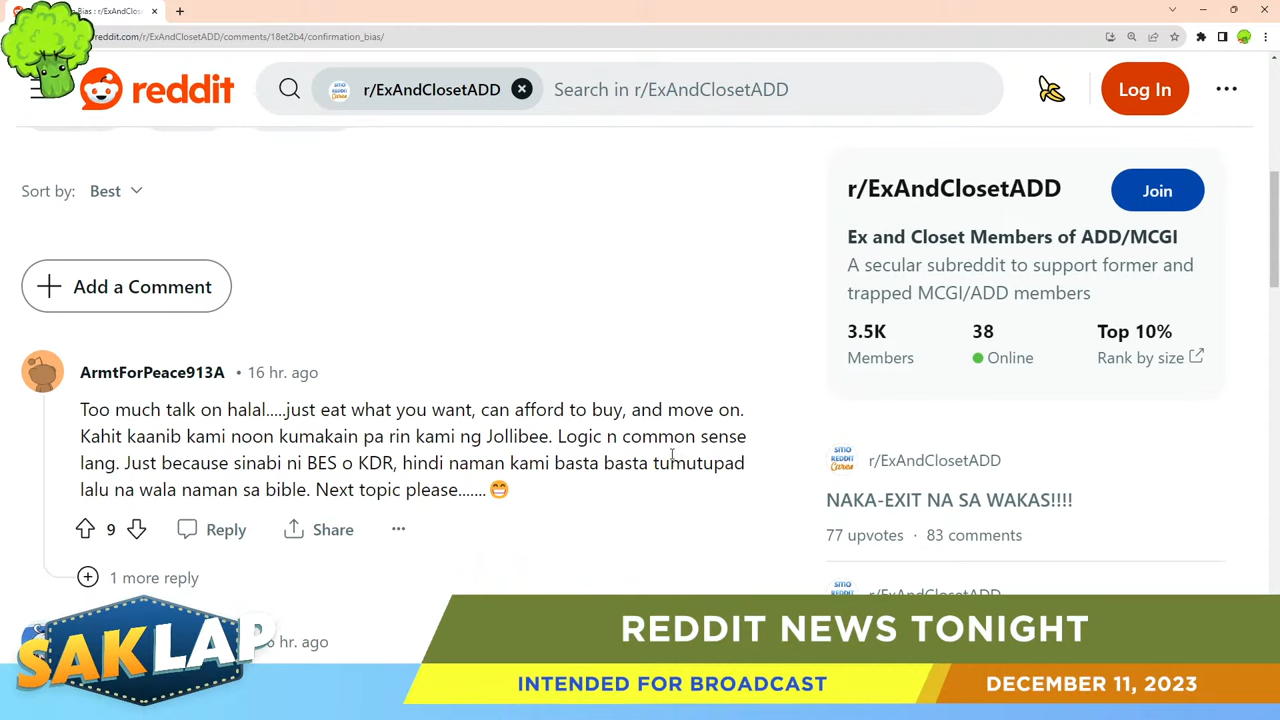 : r/ExAndClos
reddit.com/r/ExAndClosetADD/comments/18et2b4/confirmation_bias/
reddit
r/ExAndClosetADD
Search in r/ExAndClosetADD
Log In
Sort by: Best
r/ExAndClosetADD
Join
Ex and Closet Members of ADD/MCGI
A secular subreddit to support former and
trapped MCGI/ADD members
3.5K
38
Top 10%
Members
Online
Rank by size
Add a Comment
ArmtForPeace913A • 16 hr. ago
Too much talk on halal.....just eat what you want, can afford to buy, and move on.
Kahit kaanib kami noon kumakain pa rin kami ng Jollibee. Logic n common sense
lang. Just because sinabi ni BES o KDR, hindi naman kami basta basta tumutupad
lalu na wala naman sa bible. Next topic please....... 😁
9
Reply
Share
1 more reply
hr. ago
SITIO REDDIT Cares
r/ExAndClosetADD
NAKA-EXIT NA SA WAKAS!!!!
77 upvotes · 83 comments
r/ExAndClosetADD
SAKLAP
REDDIT NEWS TONIGHT
INTENDED FOR BROADCAST
DECEMBER 11, 2023